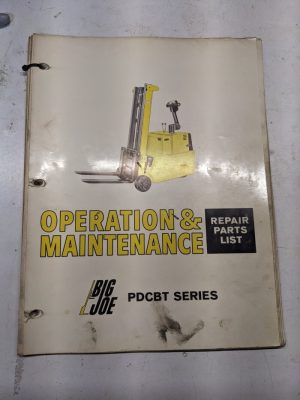 OPERATION &
MAINTENANCE
REPAIR
PARTS
LIST
BIG
JOE
PDCBT SERIES